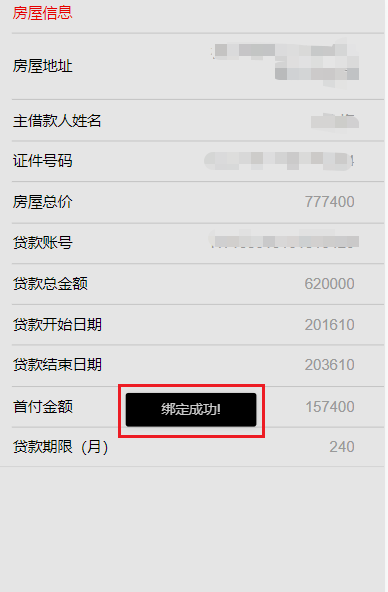 房屋信息
房屋地址
主借款人姓名
证件号码
房屋总价 777400
贷款账号
贷款总金额 620000
贷款开始日期 201610
贷款结束日期 203610
首付金额 绑定成功! 157400
贷款期限（月） 240